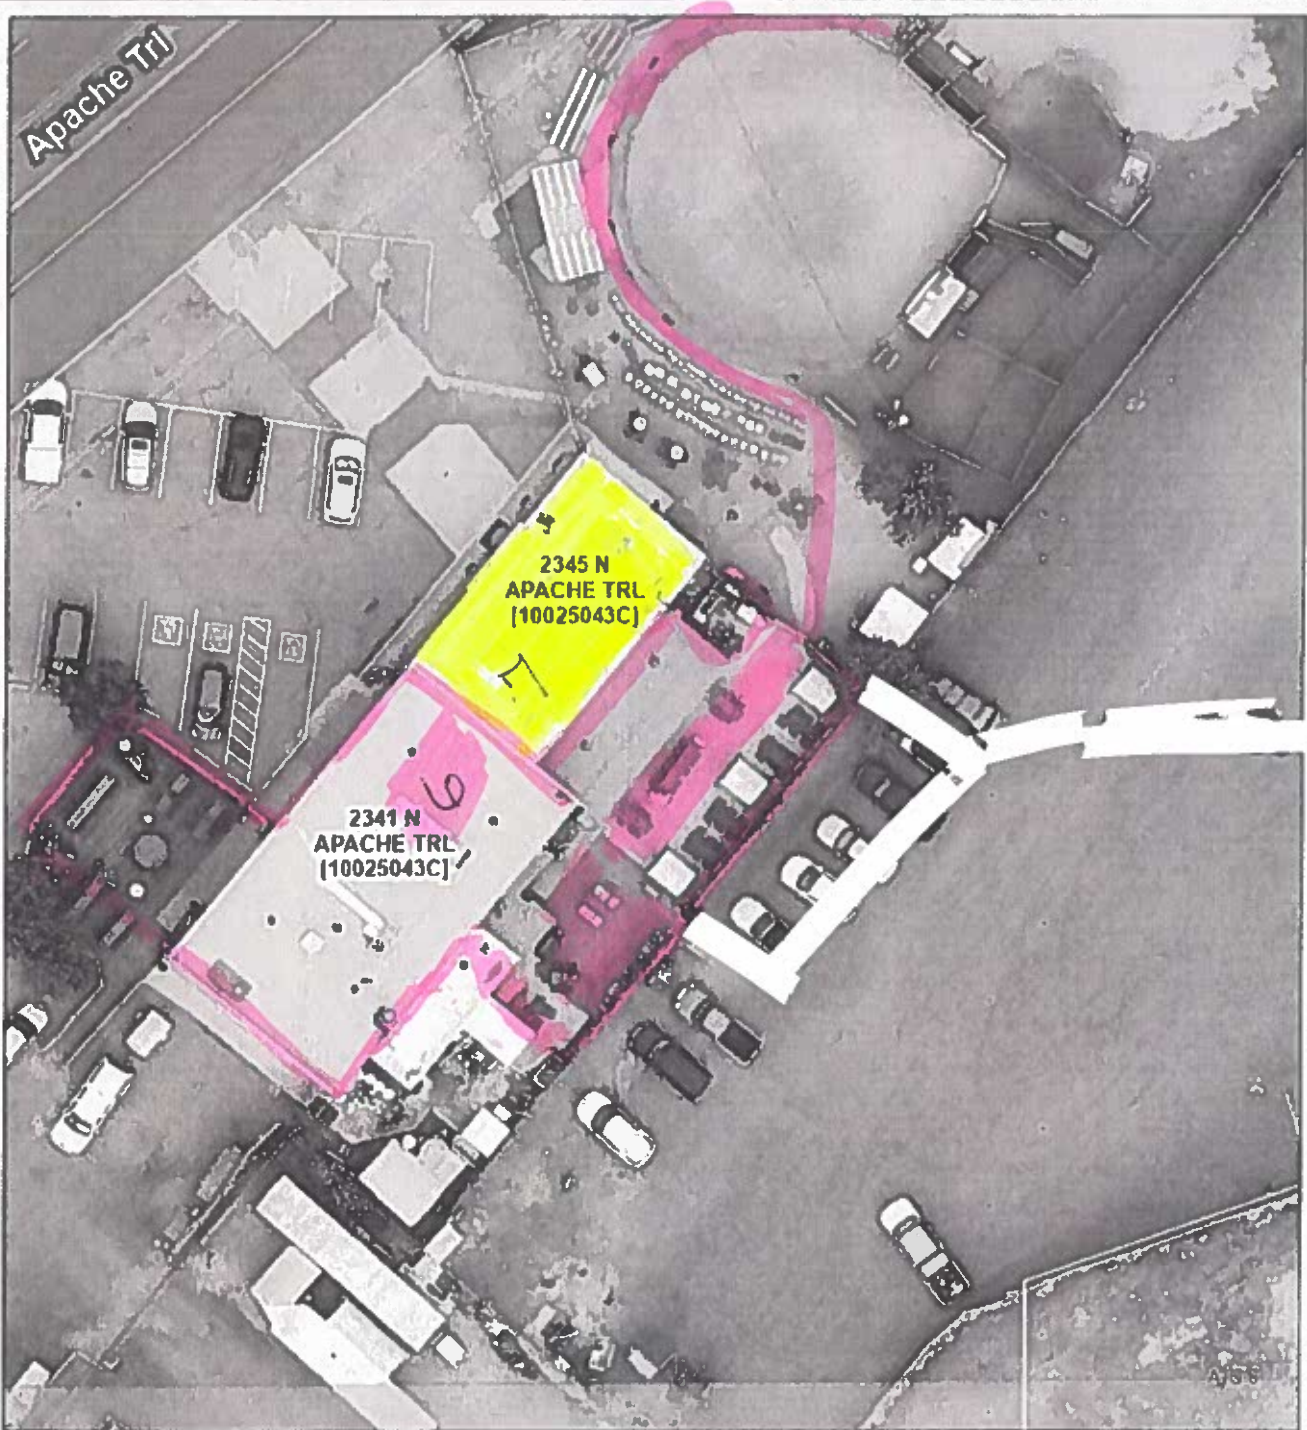 Apache Trl
2345 N
APACHE TRL
[10025043C]
2341 N
APACHE TRL
[10025043C]